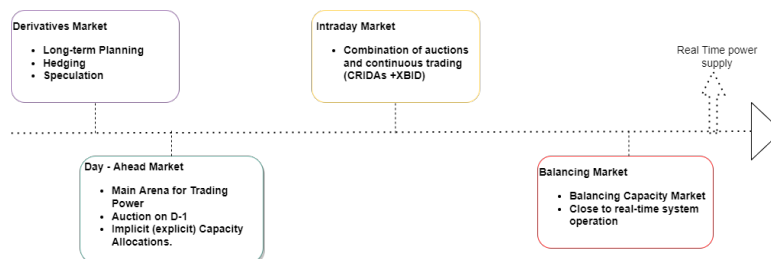 Derivatives Market
Long-term Planning
Hedging
Speculation
Intraday Market
Combination of auctions
and continuous trading
(CRIDAs +XBID)
Real Time power
supply
Day - Ahead Market
Main Arena for Trading
Power
Auction on D-1
Implicit (explicit) Capacity
Allocations.
Balancing Market
Balancing Capacity Market
Close to real-time system
operation